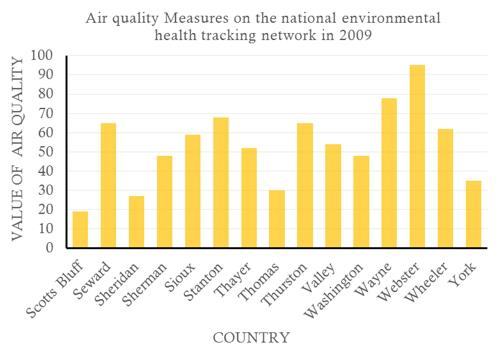 Air quality Measures on the national environmental
health tracking network in 2009
VALUE OF AIR QUALITY
100
90
80
70
60
50
40
30
20
10
0
Scotts Bluff
Seward
Sheridan
Sherman
Sioux
Stanton
Thayer
Thomas
Thurston
Valley
Washington
Wayne
Webster
Wheeler
York
COUNTRY